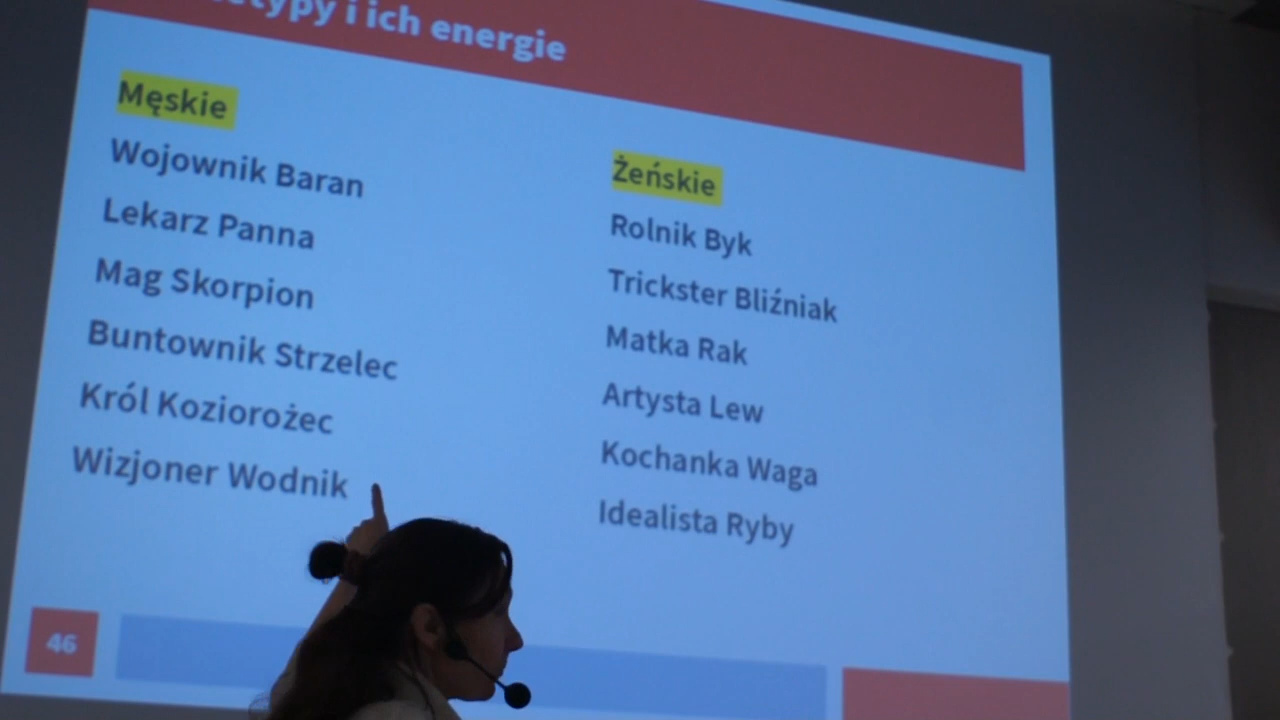 i ich energie
Męskie
Wojownik Baran
Lekarz Panna
Mag Skorpion
Buntownik Strzelec
Król Koziorożec
Wizjoner Wodnik
Żeńskie
Rolnik Byk
Trickster Bliźniak
Matka Rak
Artysta Lew
Kochanka Waga
Idealista Ryby
46